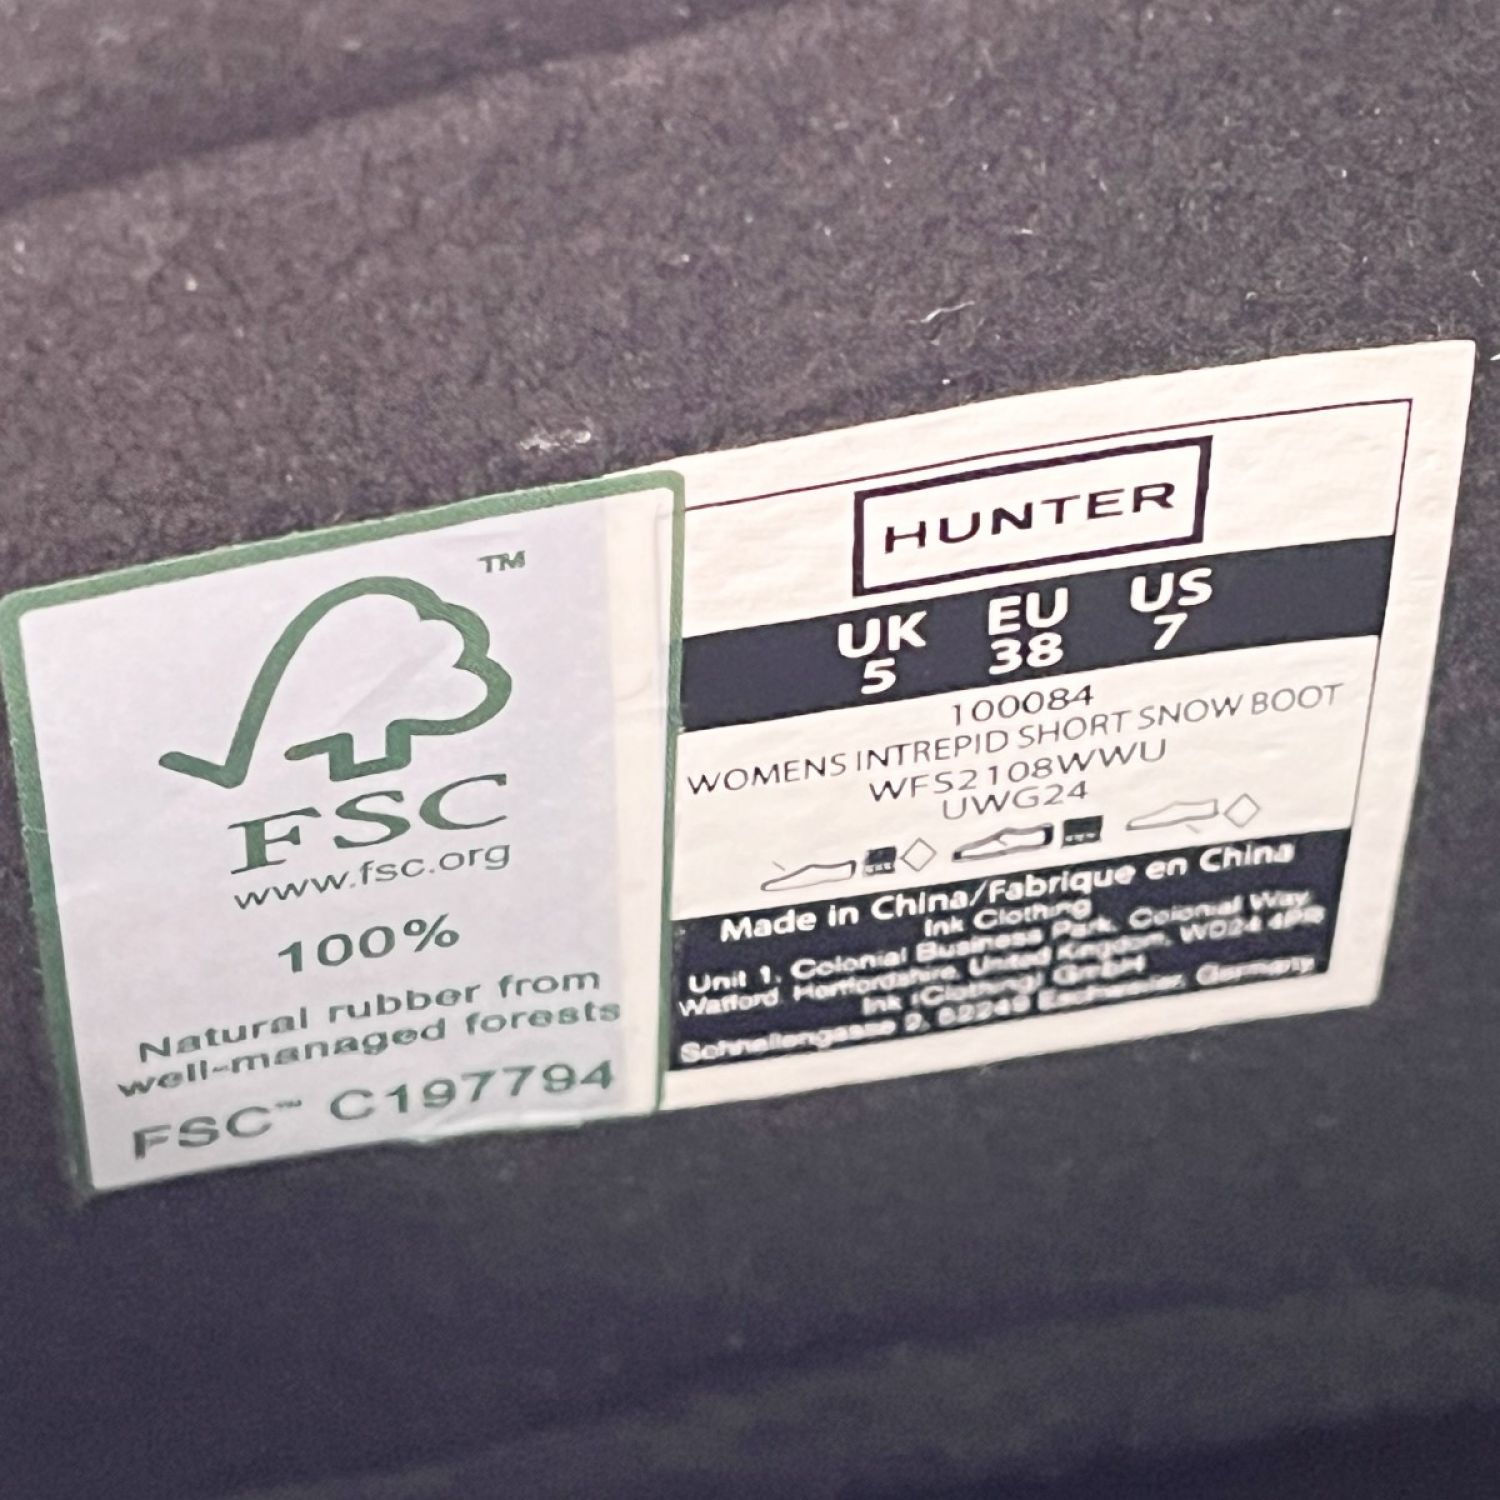 TM
FSC
www.fsc.org
100%
Natural rubber from
well-managed forests
FSC™ C197794
HUNTER
UK EU US
5 38 7
100084
WOMENS INTREPID SHORT SNOW BOOT
WFS2108WWU
UWG24
Made in China/Fabrique en China
Ink Clothing
Unit 1, Colonial Business Park, Colonial Way
Watford Hertfordshire, United Kingdom, WD24 4PR
Ink (Clothing) GmbH
Germany